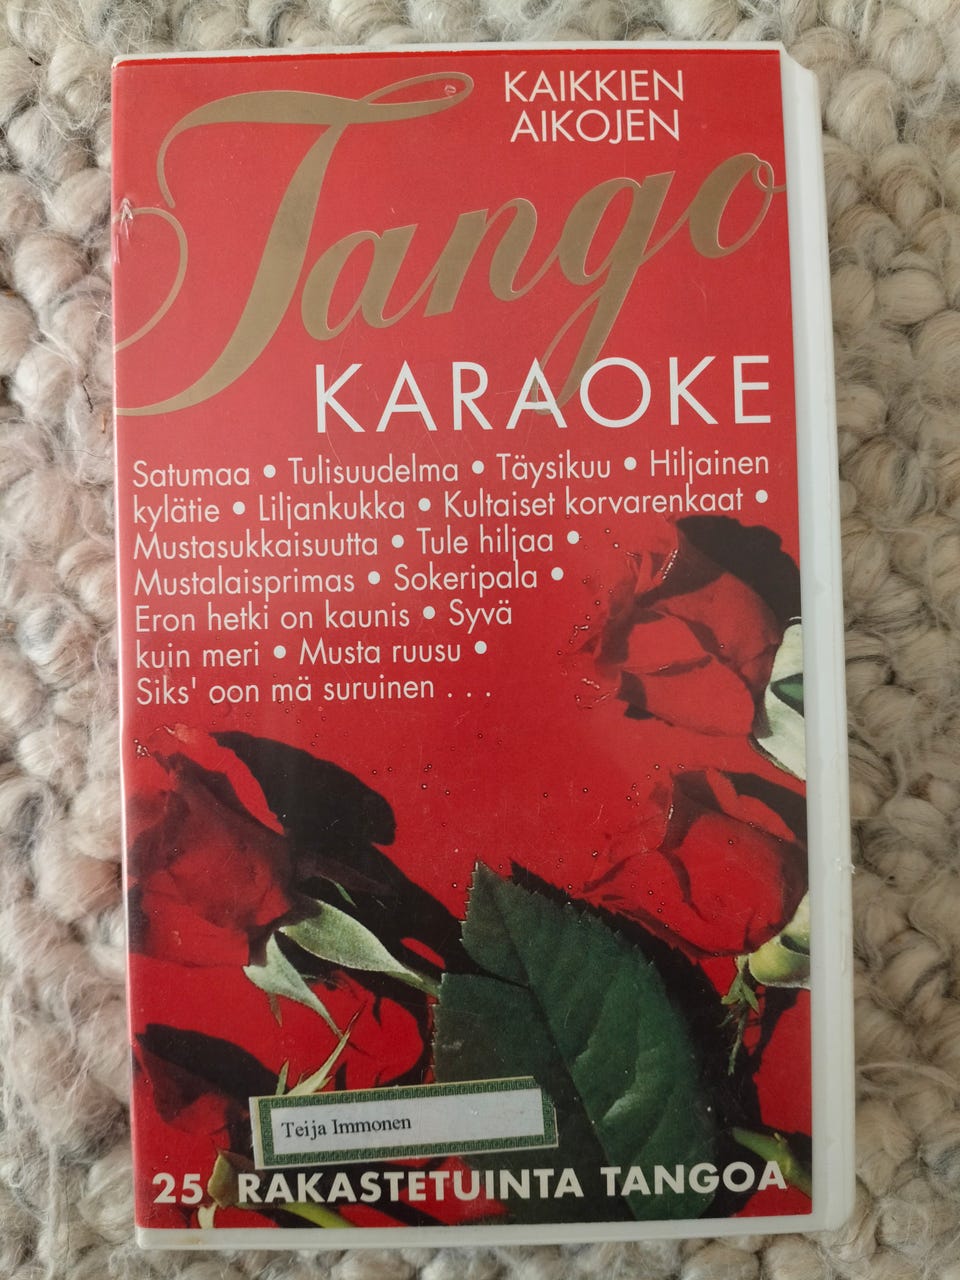 KAIKKIEN
AIKOJEN
Tango
KARAOKE
Satumaa • Tulisuudelma • Täysikuu • Hiljainen
kylätie • Liljankukka • Kultaiset korvarenkaat •
Mustasukkaisuutta • Tule hiljaa •
Mustalaisprimas • Sokeripala •
Eron hetki on kaunis • Syvä
kuin meri • Musta ruusu •
Siks' oon mä suruinen . . .
Teija Immonen
25 RAKASTETUINTA TANGOA